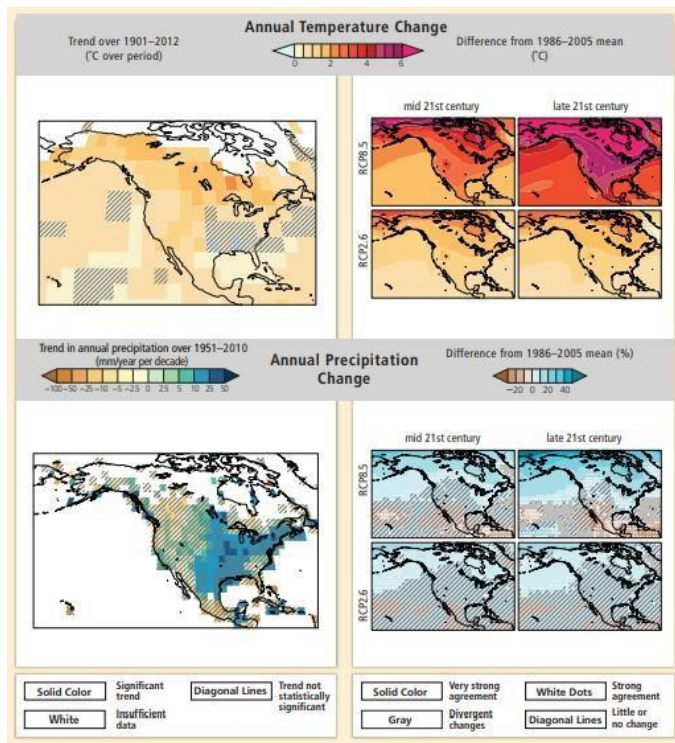 Annual Temperature Change
Trend over 1901–2012
(˚C over period)
0 2 4 6
Difference from 1986–2005 mean
(˚C)
mid 21st century
late 21st century
RCP8.5
RCP2.6
Trend in annual precipitation over 1951–2010
(mm/year per decade)
-100 -50 -25 -10 -5 -2.5 0 2.5 5 10 25 50
Annual Precipitation
Change
Difference from 1986–2005 mean (%)
−20 0 20 40
mid 21st century
late 21st century
RCP8.5
RCP2.6
Solid Color
Significant
trend
Diagonal Lines
Trend not
statistically
significant
White
Insufficient
data
Solid Color
Very strong
agreement
White Dots
Strong
agreement
Gray
Divergent
changes
Diagonal Lines
Little or
no change